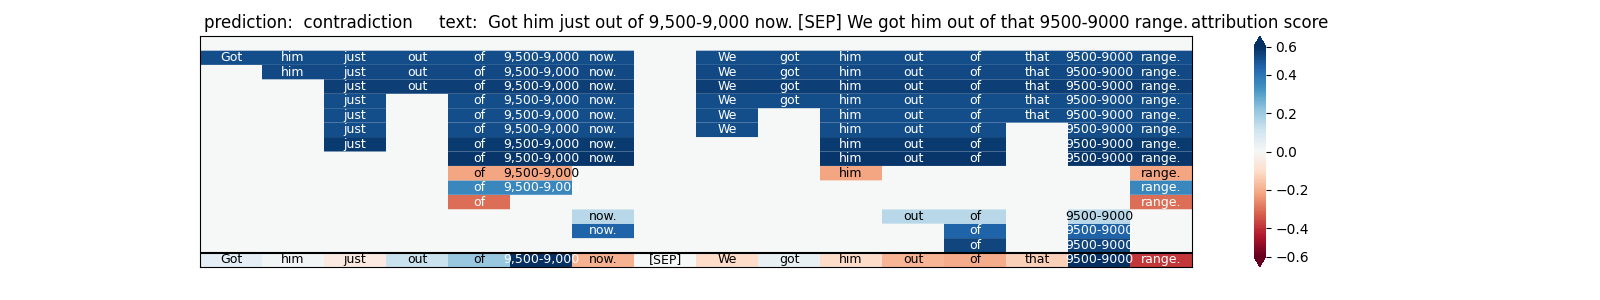 prediction:  contradiction     text:  Got him just out of 9,500-9,000 now. [SEP] We got him out of that 9500-9000 range. attribution score
Got him just out of 9,500-9,000 now. We got him out of that 9500-9000 range.
him just out of 9,500-9,000 now. We got him out of that 9500-9000 range.
just out of 9,500-9,000 now. We got him out of that 9500-9000 range.
just of 9,500-9,000 now. We got him out of that 9500-9000 range.
just of 9,500-9,000 now. We him out of that 9500-9000 range.
just of 9,500-9,000 now. We him out of 9500-9000 range.
just of 9,500-9,000 now. him out of 9500-9000 range.
of 9,500-9,000 now. him out of 9500-9000 range.
of 9,500-9,000 him range.
of 9,500-9,000 range.
of range.
now. out of 9500-9000
now. of 9500-9000
of 9500-9000
Got him just out of 9,500-9,000 now. [SEP] We got him out of that 9500-9000 range.
0.6
0.4
0.2
0.0
−0.2
−0.4
−0.6